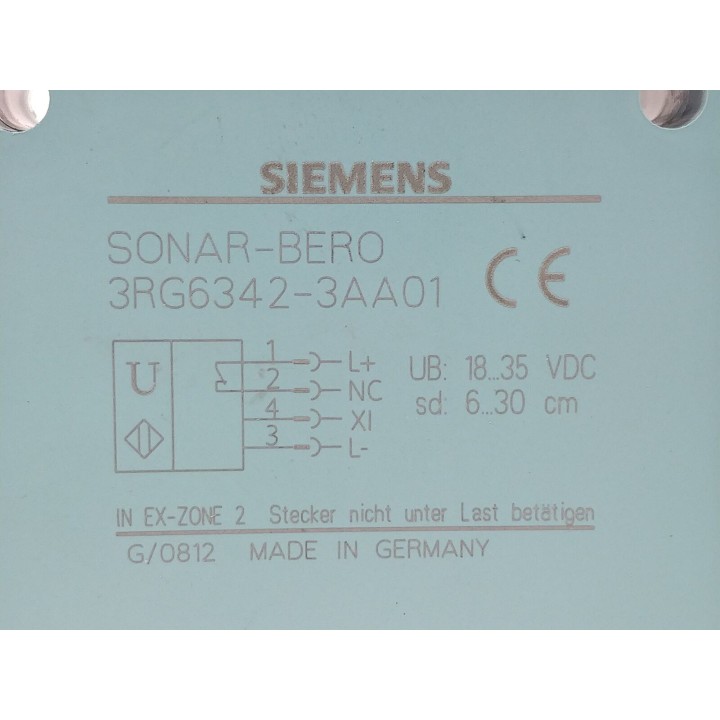 SIEMENS
SONAR-BERO
3RG6342-3AA01
CE
U
1 L+
2 NC
4 XI
3 L-
UB: 18...35 VDC
sd: 6...30 cm
IN EX-ZONE 2 Stecker nicht unter Last betätigen
G/0812 MADE IN GERMANY